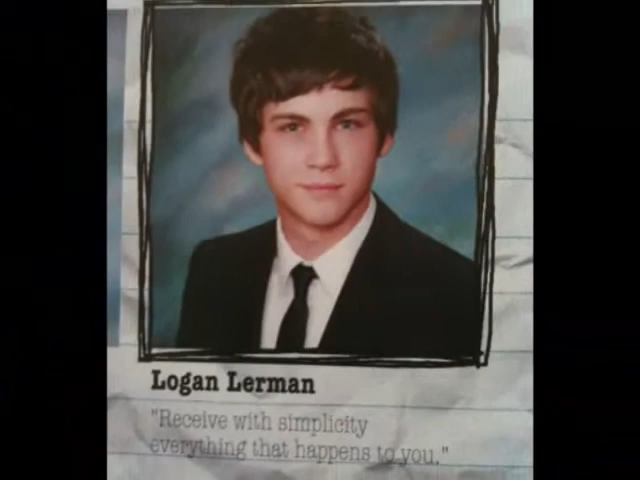 Logan Lerman
"Receive with simplicity
everything that happens to you."